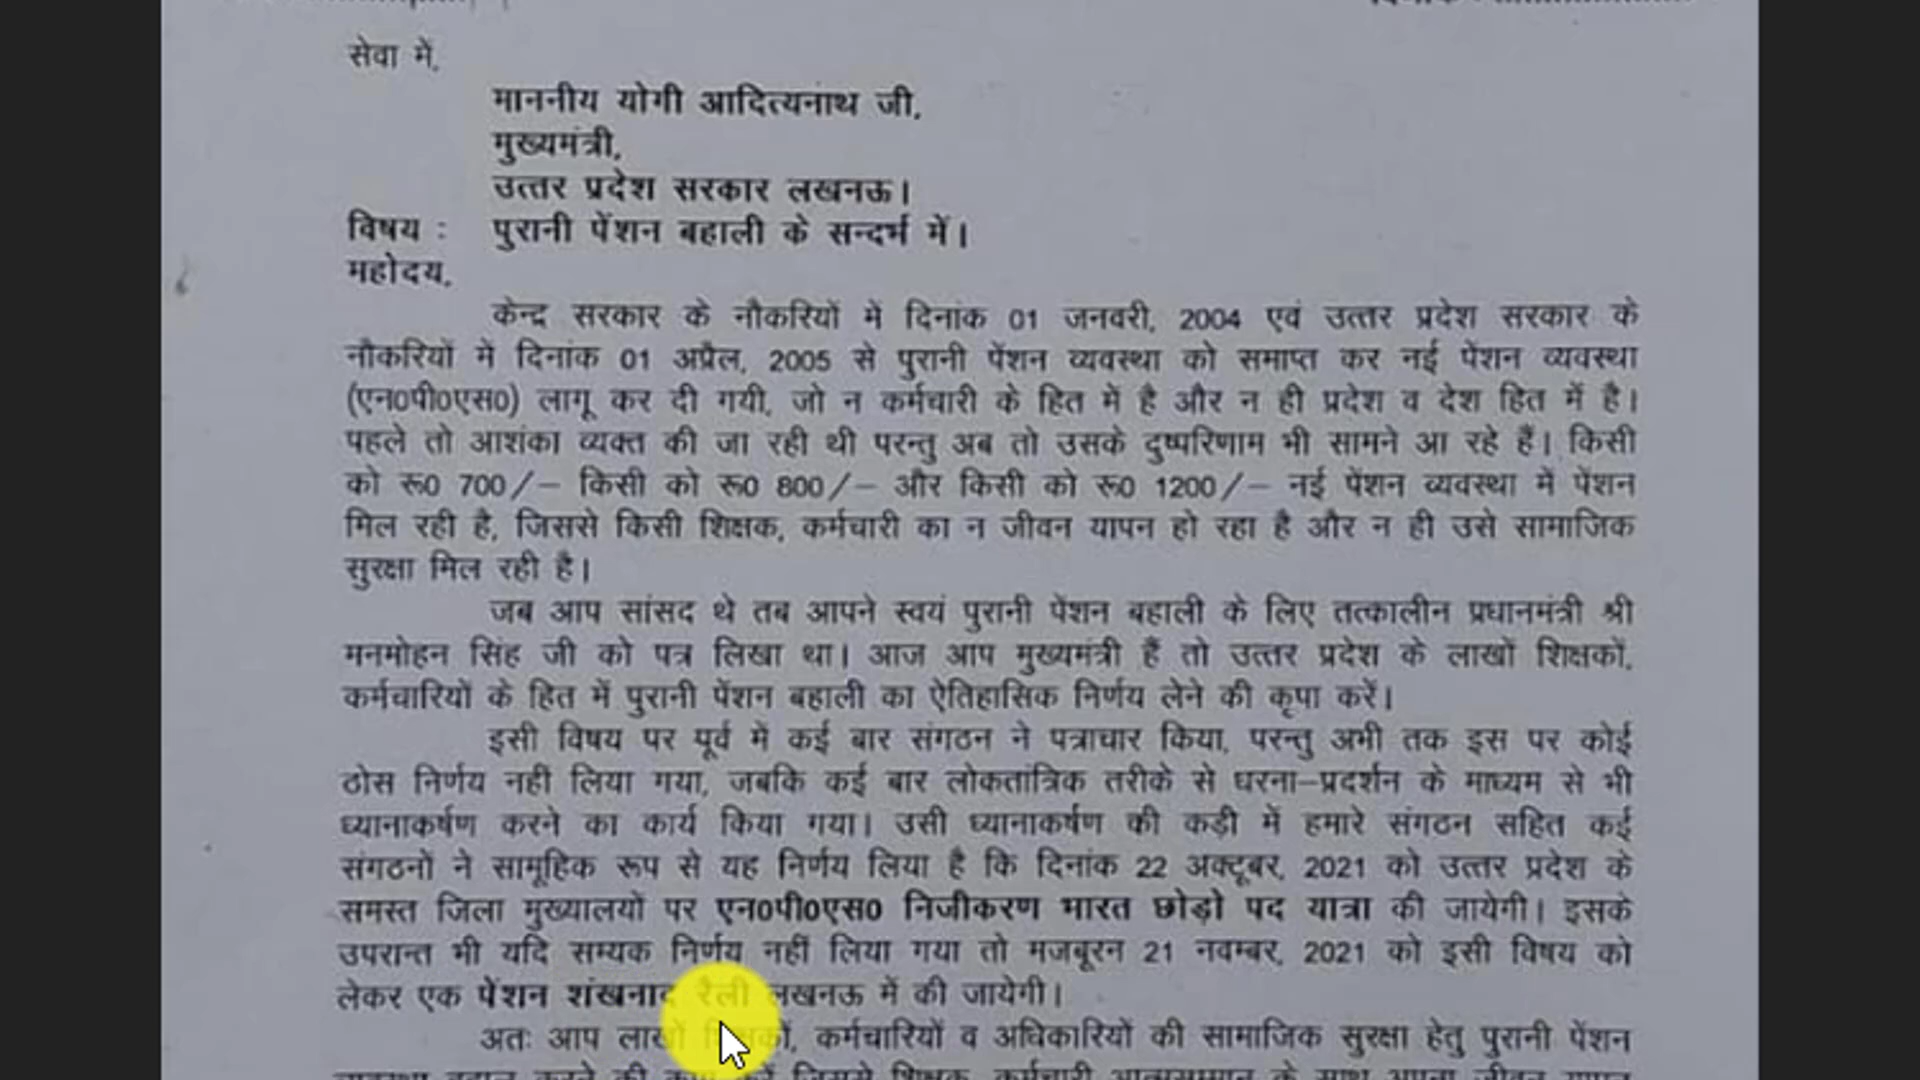 सेवा में,
माननीय योगी आदित्यनाथ जी,
मुख्यमंत्री,
उत्तर प्रदेश सरकार लखनऊ।
विषय : पुरानी पेंशन बहाली के सन्दर्भ में।
महोदय,
केन्द्र सरकार के नौकरियों में दिनांक 01 जनवरी, 2004 एवं उत्तर प्रदेश सरकार के
नौकरियों में दिनांक 01 अप्रैल, 2005 से पुरानी पेंशन व्यवस्था को समाप्त कर नई पेंशन व्यवस्था
(एन0पी0एस0) लागू कर दी गयी, जो न कर्मचारी के हित में है और न ही प्रदेश व देश हित में है।
पहले तो आशंका व्यक्त की जा रही थी परन्तु अब तो उसके दुष्परिणाम भी सामने आ रहे हैं। किसी
को रू0 700/– किसी को रू0 800/– और किसी को रू0 1200/– नई पेंशन व्यवस्था में पेंशन
मिल रही है, जिससे किसी शिक्षक, कर्मचारी का न जीवन यापन हो रहा है और न ही उसे सामाजिक
सुरक्षा मिल रही है।
जब आप सांसद थे तब आपने स्वयं पुरानी पेंशन बहाली के लिए तत्कालीन प्रधानमंत्री श्री
मनमोहन सिंह जी को पत्र लिखा था। आज आप मुख्यमंत्री हैं तो उत्तर प्रदेश के लाखों शिक्षकों,
कर्मचारियों के हित में पुरानी पेंशन बहाली का ऐतिहासिक निर्णय लेने की कृपा करें।
इसी विषय पर पूर्व में कई बार संगठन ने पत्राचार किया, परन्तु अभी तक इस पर कोई
ठोस निर्णय नहीं लिया गया, जबकि कई बार लोकतांत्रिक तरीके से धरना–प्रदर्शन के माध्यम से भी
ध्यानाकर्षण करने का कार्य किया गया। उसी ध्यानाकर्षण की कड़ी में हमारे संगठन सहित कई
संगठनों ने सामूहिक रूप से यह निर्णय लिया है कि दिनांक 22 अक्टूबर, 2021 को उत्तर प्रदेश के
समस्त जिला मुख्यालयों पर एन0पी0एस0 निजीकरण भारत छोड़ो पद यात्रा की जायेगी। इसके
उपरान्त भी यदि सम्यक निर्णय नहीं लिया गया तो मजबूरन 21 नवम्बर, 2021 को इसी विषय को
लेकर एक पेंशन शंखनाद रैली लखनऊ में की जायेगी।
अतः आप लाखों शिक्षकों, कर्मचारियों व अधिकारियों की सामाजिक सुरक्षा हेतु पुरानी पेंशन